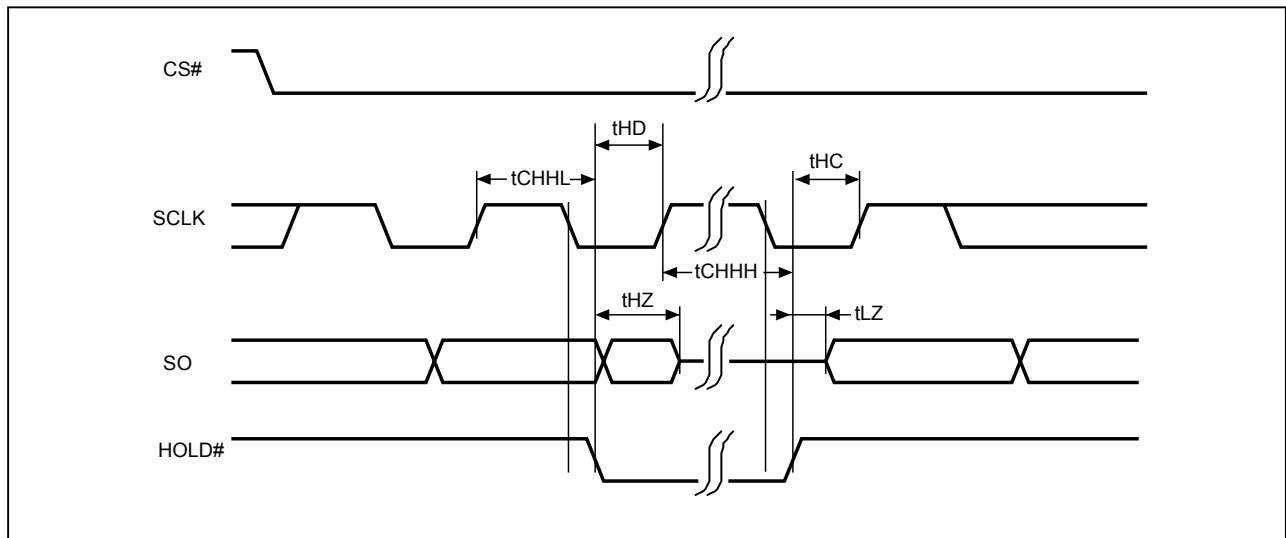 CS#
tHD
tHC
tCHHL
SCLK
tCHHH
tHZ
tLZ
SO
HOLD#